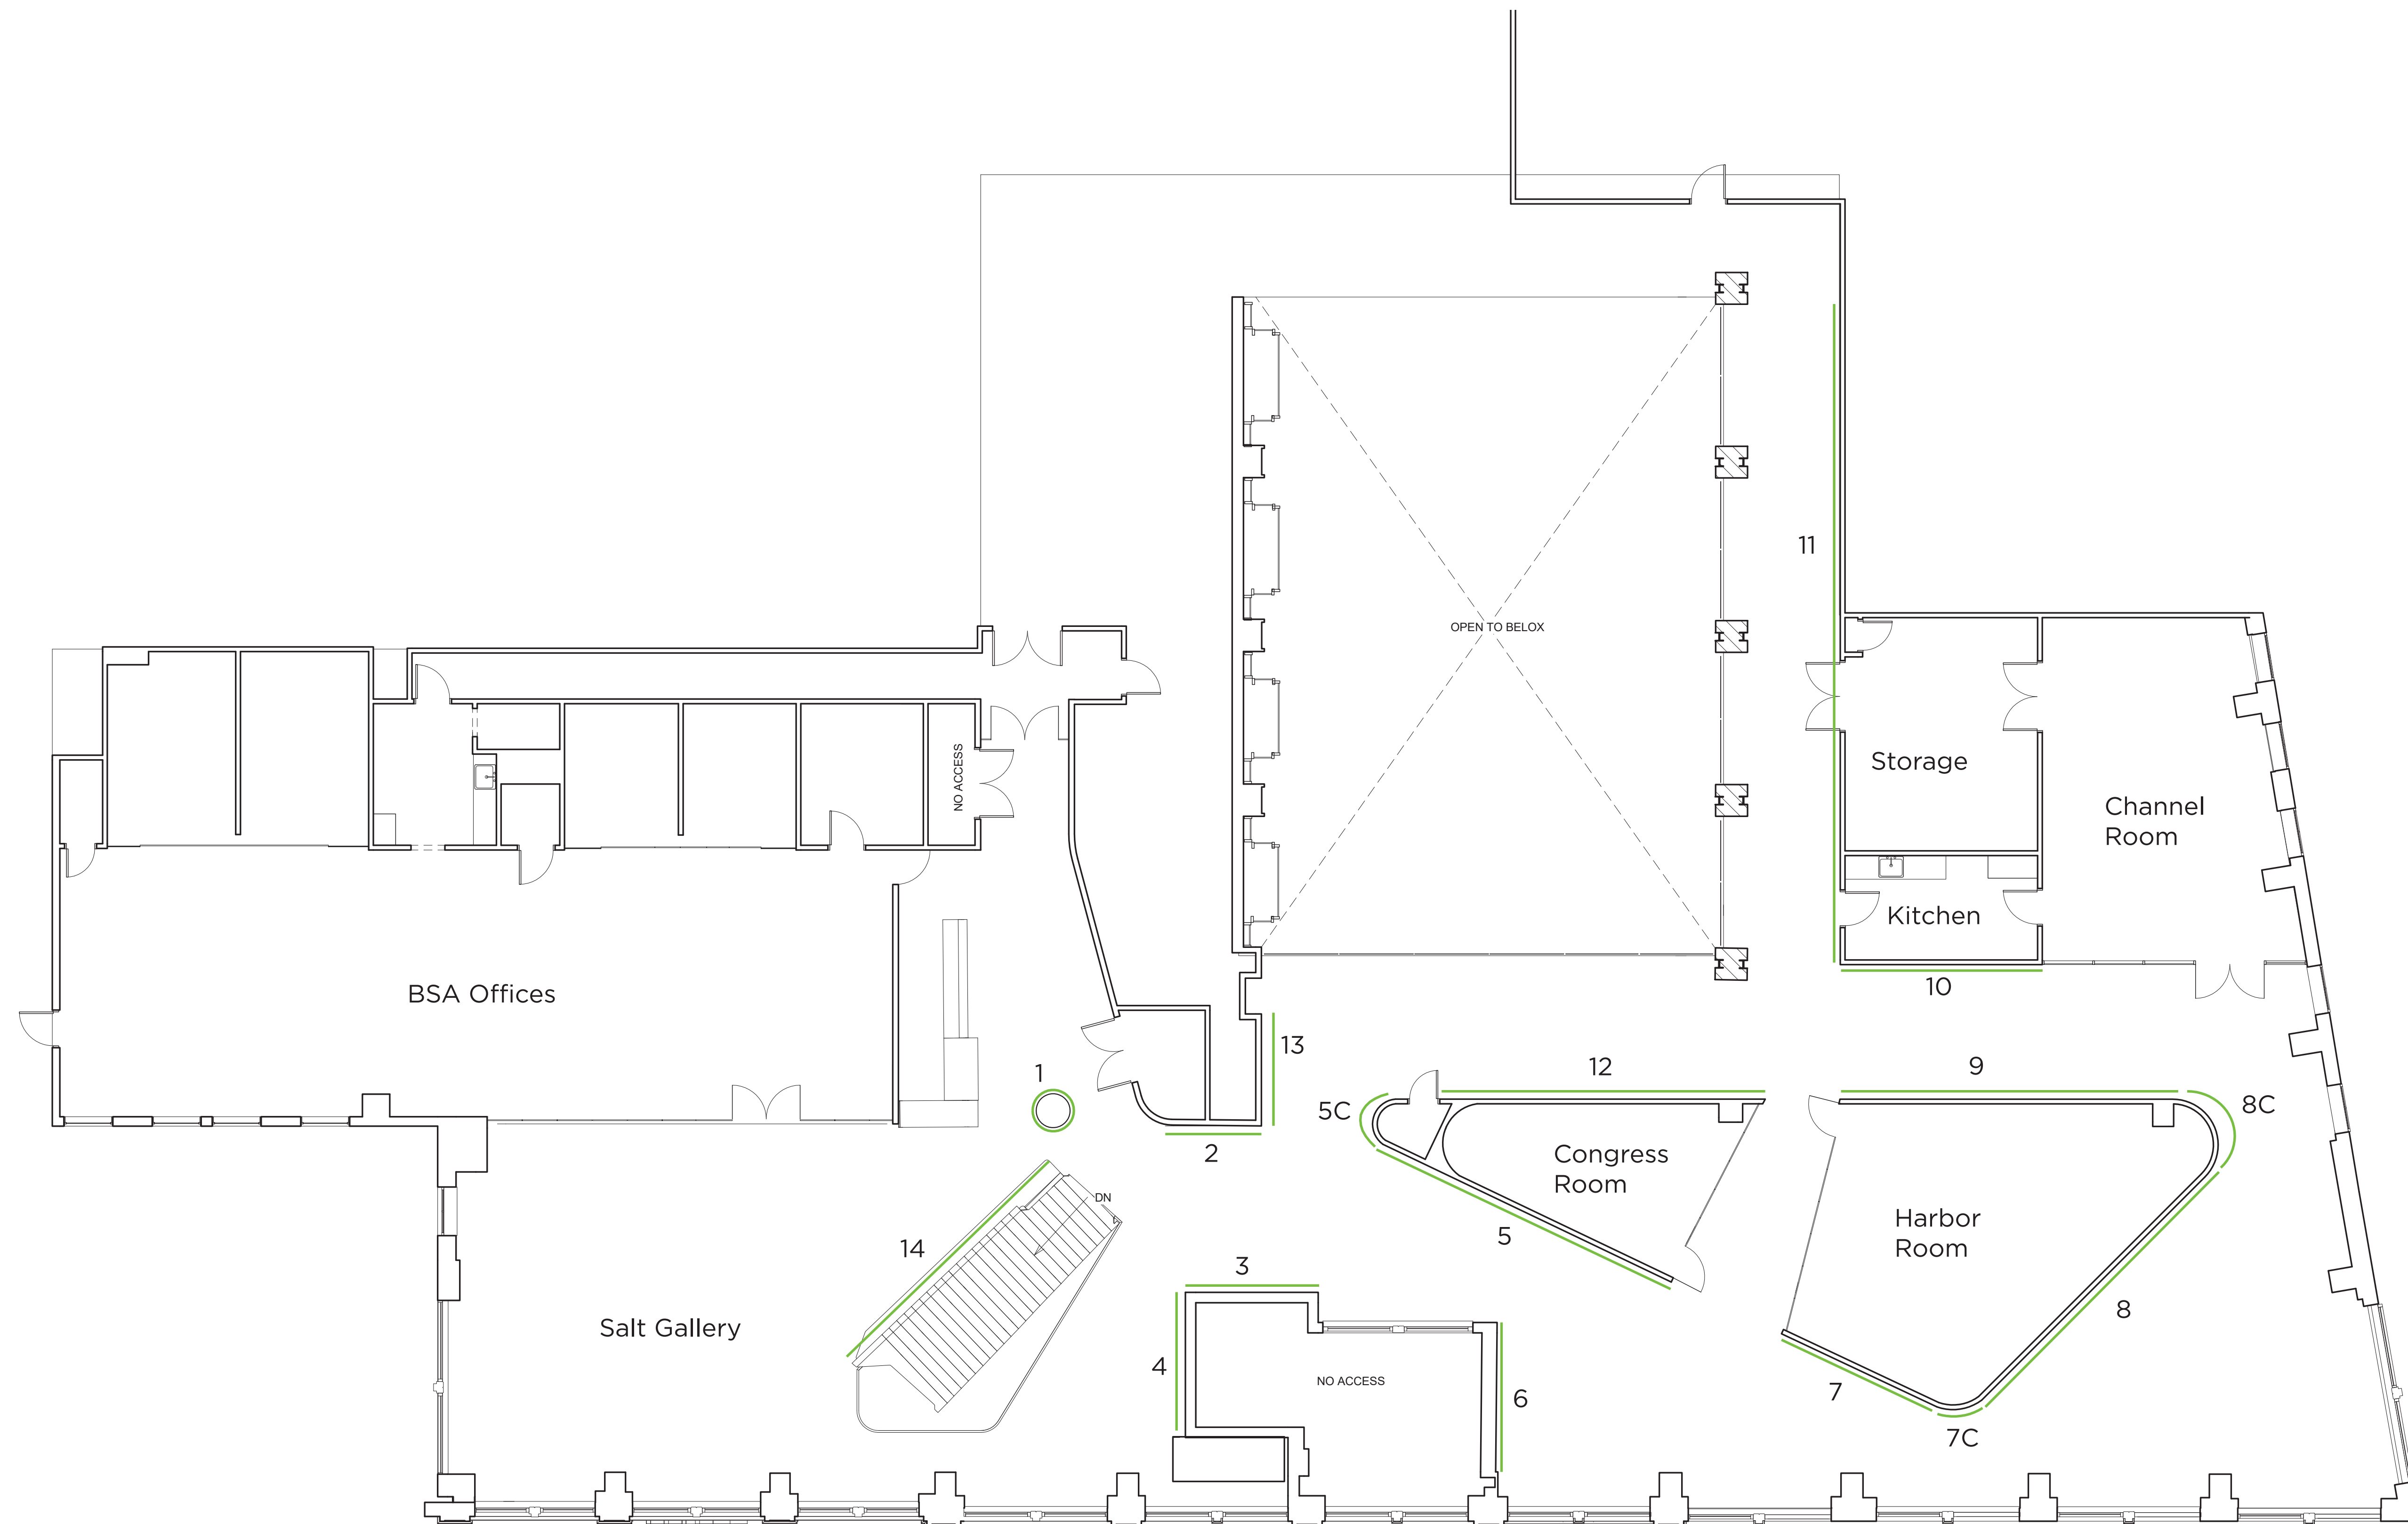 11
OPEN TO BELOX
NO ACCESS
Storage
Channel
Room
Kitchen
BSA Offices
10
13
1
12
9
5C
8C
2
Congress
Room
DN
14
5
Harbor
Room
3
Salt Gallery
8
4
NO ACCESS
6
7
7C